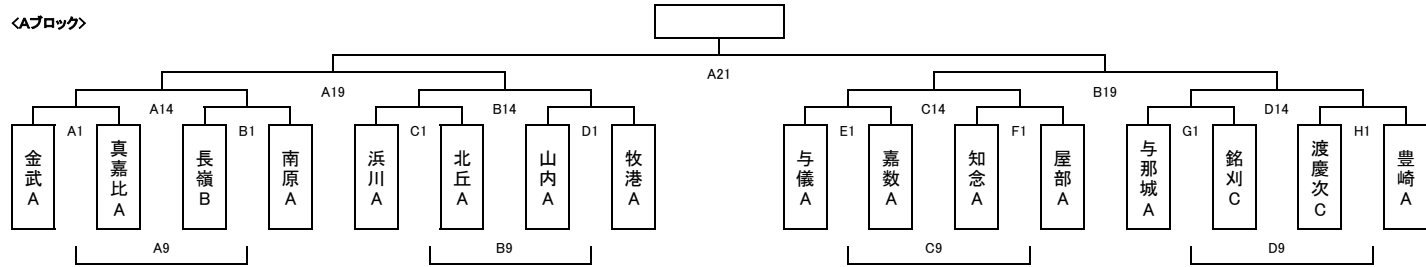 <Aブロック>
A21
A19
B19
A14
B14
C14
D14
A1
B1
C1
D1
E1
F1
G1
H1
金武A
真嘉比A
長嶺B
南原A
浜川A
北丘A
山内A
牧港A
与儀A
嘉数A
知念A
屋部A
与那城A
銘刈C
渡慶次C
豊崎A
A9
B9
C9
D9